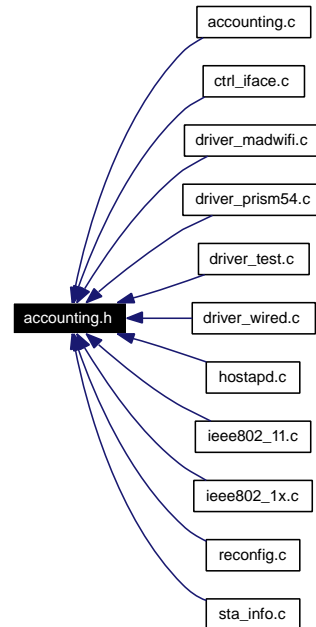 accounting.c
ctrl_iface.c
driver_madwifi.c
driver_prism54.c
driver_test.c
accounting.h
driver_wired.c
hostapd.c
ieee802_11.c
ieee802_1x.c
reconfig.c
sta_info.c